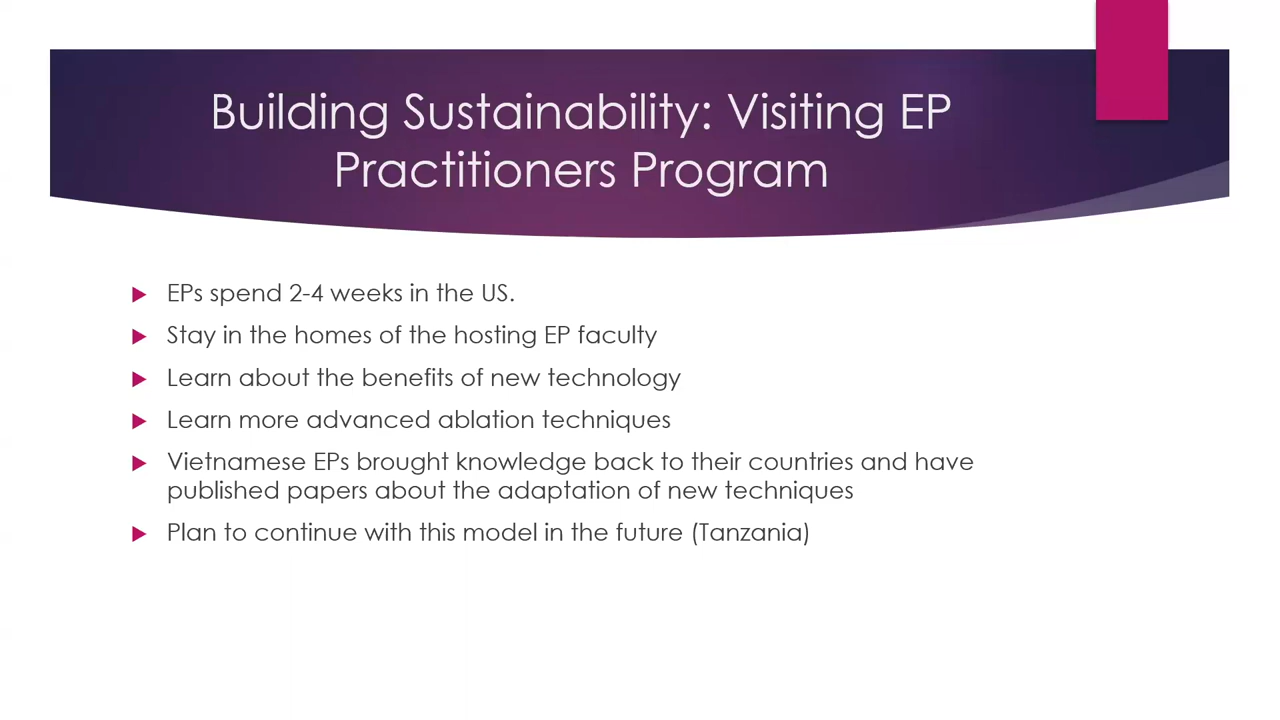 Building Sustainability: Visiting EP
Practitioners Program
EPs spend 2-4 weeks in the US.
Stay in the homes of the hosting EP faculty
Learn about the benefits of new technology
Learn more advanced ablation techniques
Vietnamese EPs brought knowledge back to their countries and have
published papers about the adaptation of new techniques
Plan to continue with this model in the future (Tanzania)